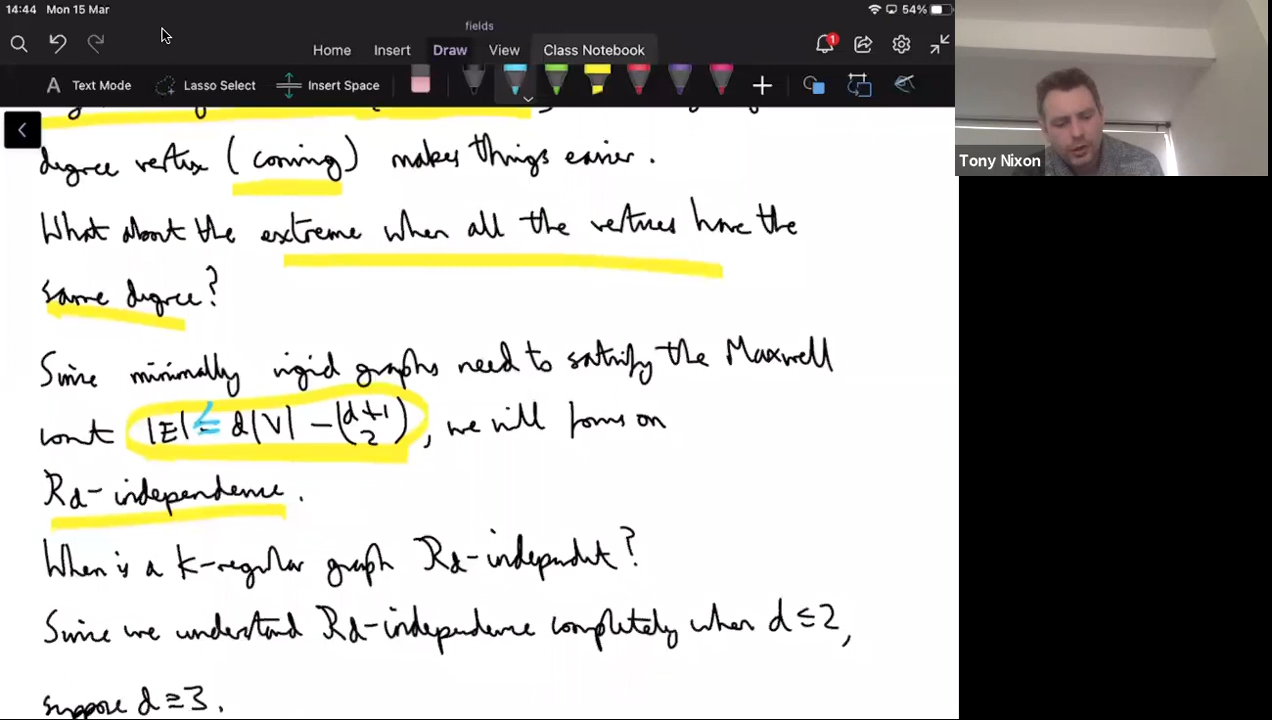 14:44 Mon 15 Mar
54%
fields
Home Insert Draw View Class Notebook
1
Text Mode Lasso Select Insert Space
Tony Nixon
degree vertex (coming) makes things easier.
What about the extreme when all the vertices have the
same degree?
Since minimally rigid graphs need to satisfy the Maxwell
count |E| ≤ d|V| - (d+1 2), we will focus on
Rd-independence.
When is a k-regular graph Rd-independent?
Since we understand Rd-independence completely when d≤2,
suppose d≥3.